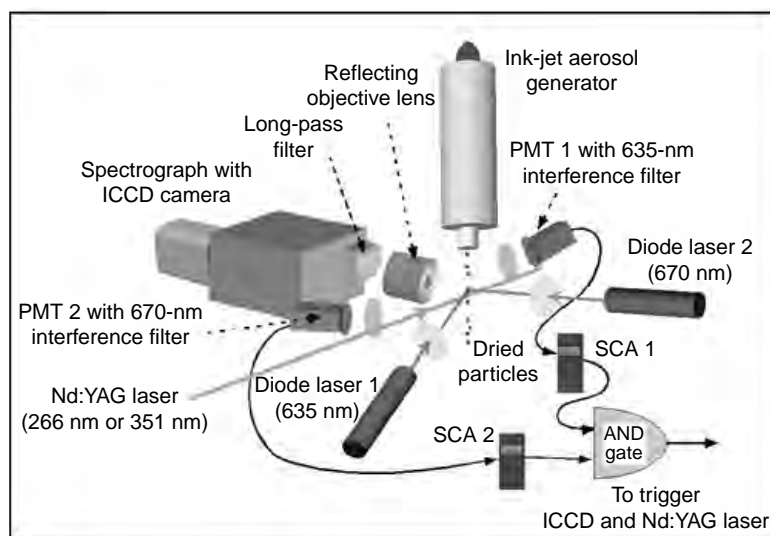 Ink-jet aerosol
generator
Reflecting
objective lens
Long-pass
filter
PMT 1 with 635-nm
interference filter
Spectrograph with
ICCD camera
Diode laser 2
(670 nm)
PMT 2 with 670-nm
interference filter
Dried
particles
SCA 1
Nd:YAG laser
(266 nm or 351 nm)
Diode laser 1
(635 nm)
SCA 2
AND
gate
To trigger
ICCD and Nd:YAG laser